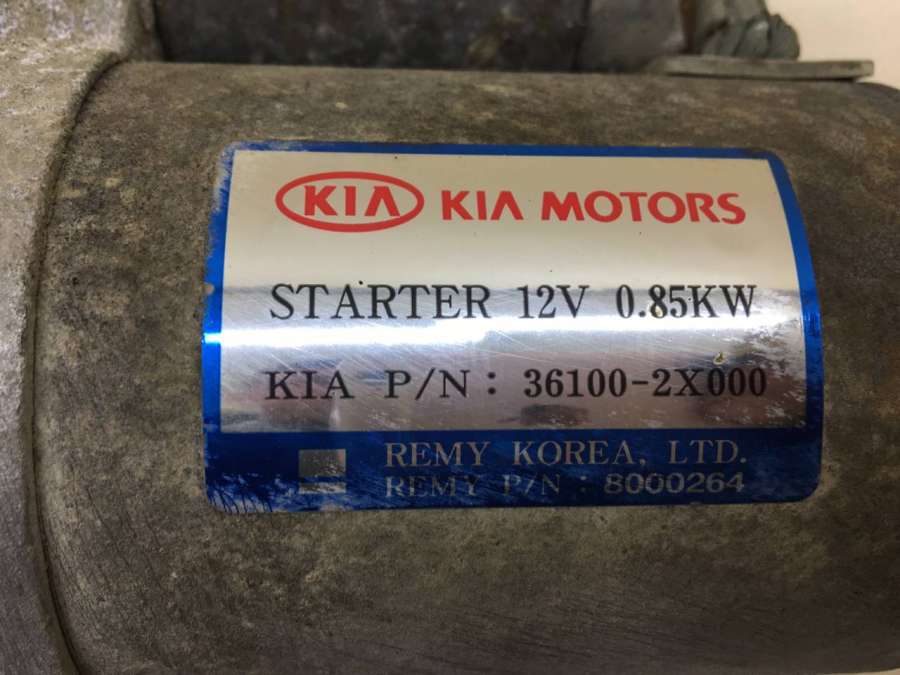 KIA KIA MOTORS
STARTER 12V 0.85KW
KIA P/N : 36100-2X000
REMY KOREA, LTD.
REMY P/N : 8000264